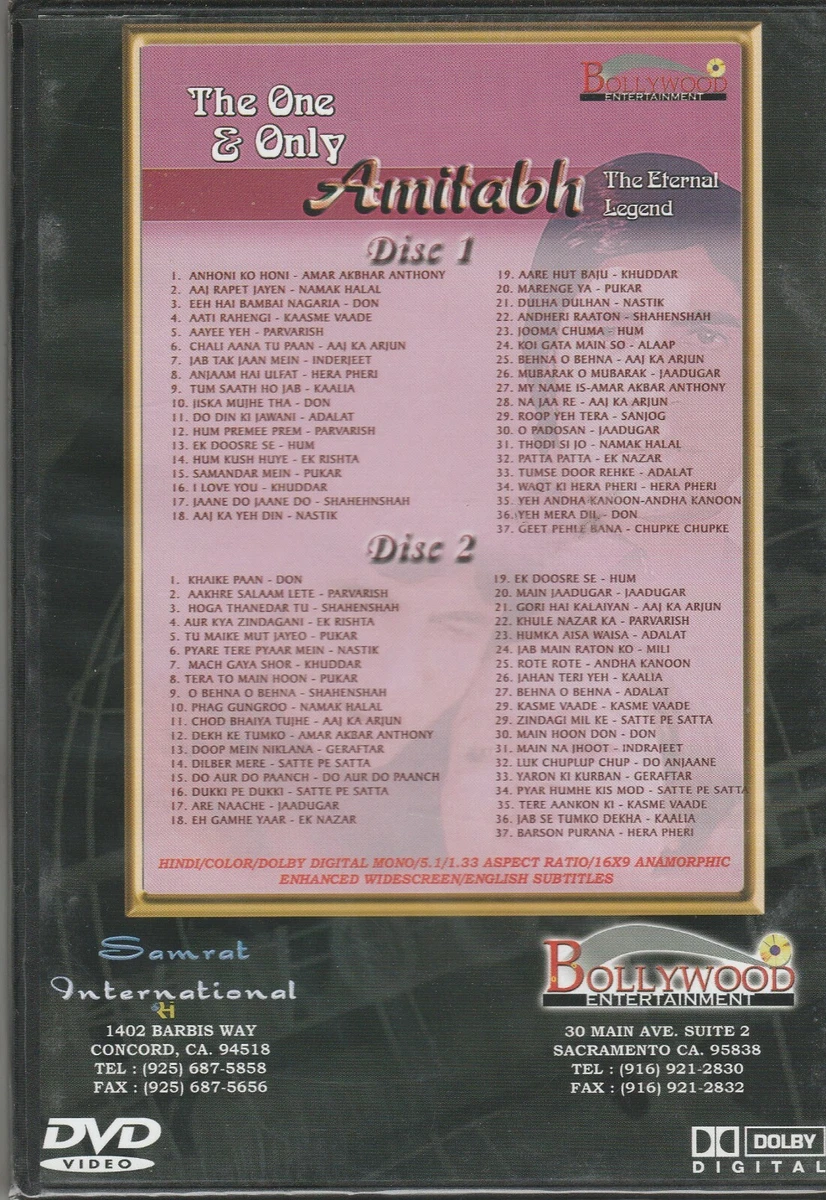 The One
& Only
BOLLYWOOD
ENTERTAINMENT
Amitabh
The Eternal
Legend
Disc 1
1. ANHONI KO HONI - AMAR AKBHAR ANTHONY
2. AAJ RAPET JAYEN - NAMAK HALAL
3. EEH HAI BAMBAI NAGARIA - DON
4. AATI RAHENGI - KAASME VAADE
5. AAYEE YEH - PARVARISH
6. CHALI AANA TU PAAN - AAJ KA ARJUN
7. JAB TAK JAAN MEIN - INDERJEET
8. ANJAAM HAI ULFAT - HERA PHERI
9. TUM SAATH HO JAB - KAALIA
10. JISKA MUJHE THA - DON
11. DO DIN KI JAWANI - ADALAT
12. HUM PREMEE PREM - PARVARISH
13. EK DOOSRE SE - HUM
14. HUM KUSH HUYE - EK RISHTA
15. SAMANDAR MEIN - PUKAR
16. I LOVE YOU - KHUDDAR
17. JAANE DO JAANE DO - SHAHEHNSHAH
18. AAJ KA YEH DIN - NASTIK
19. AARE HUT BAJU - KHUDDAR
20. MARENGE YA - PUKAR
21. DULHA DULHAN - NASTIK
22. ANDHERI RAATON - SHAHENSHAH
23. JOOMA CHUMA - HUM
24. KOI GATA MAIN SO - ALAAP
25. BEHNA O BEHNA - AAJ KA ARJUN
26. MUBARAK O MUBARAK - JAADUGAR
27. MY NAME IS-AMAR AKBAR ANTHONY
28. NA JAA RE - AAJ KA ARJUN
29. ROOP YEH TERA - SANJOG
30. O PADOSAN - JAADUGAR
31. THODI SI JO - NAMAK HALAL
32. PATTA PATTA - EK NAZAR
33. TUMSE DOOR REHKE - ADALAT
34. WAQT KI HERA PHERI - HERA PHERI
35. YEH ANDHA KANOON-ANDHA KANOON
36. YEH MERA DIL - DON
37. GEET PEHLE BANA - CHUPKE CHUPKE
Disc 2
1. KHAIKE PAAN - DON
2. AAKHRE SALAAM LETE - PARVARISH
3. HOGA THANEDAR TU - SHAHENSHAH
4. AUR KYA ZINDAGANI - EK RISHTA
5. TU MAIKE MUT JAYEO - PUKAR
6. PYARE TERE PYAAR MEIN - NASTIK
7. MACH GAYA SHOR - KHUDDAR
8. TERA TO MAIN HOON - PUKAR
9. O BEHNA O BEHNA - SHAHENSHAH
10. PHAG GUNGROO - NAMAK HALAL
11. CHOD BHAIYA TUJHE - AAJ KA ARJUN
12. DEKH KE TUMKO - AMAR AKBAR ANTHONY
13. DOOP MEIN NIKLANA - GERAFTAR
14. DILBER MERE - SATTE PE SATTA
15. DO AUR DO PAANCH - DO AUR DO PAANCH
16. DUKKI PE DUKKI - SATTE PE SATTA
17. ARE NAACHE - JAADUGAR
18. EH GAMHE YAAR - EK NAZAR
19. EK DOOSRE SE - HUM
20. MAIN JAADUGAR - JAADUGAR
21. GORI HAI KALAIYAN - AAJ KA ARJUN
22. KHULE NAZAR KA - PARVARISH
23. HUMKA AISA WAISA - ADALAT
24. JAB MAIN RATON KO - MILI
25. ROTE ROTE - ANDHA KANOON
26. JAHAN TERI YEH - KAALIA
27. BEHNA O BEHNA - ADALAT
29. KASME VAADE - KASME VAADE
29. ZINDAGI MIL KE - SATTE PE SATTA
30. MAIN HOON DON - DON
31. MAIN NA JHOOT - INDRAJEET
32. LUK CHUPLUP CHUP - DO ANJAANE
33. YARON KI KURBAN - GERAFTAR
34. PYAR HUMHE KIS MOD - SATTE PE SATTA
35. TERE AANKON KI - KASME VAADE
36. JAB SE TUMKO DEKHA - KAALIA
37. BARSON PURANA - HERA PHERI
HINDI/COLOR/DOLBY DIGITAL MONO/5.1/1.33 ASPECT RATIO/16X9 ANAMORPHIC
ENHANCED WIDESCREEN/ENGLISH SUBTITLES
Samrat
International
1402 BARBIS WAY
CONCORD, CA. 94518
TEL : (925) 687-5858
FAX : (925) 687-5656
BOLLYWOOD
ENTERTAINMENT
30 MAIN AVE. SUITE 2
SACRAMENTO CA. 95838
TEL : (916) 921-2830
FAX : (916) 921-2832
DVD
VIDEO
DOLBY
DIGITAL